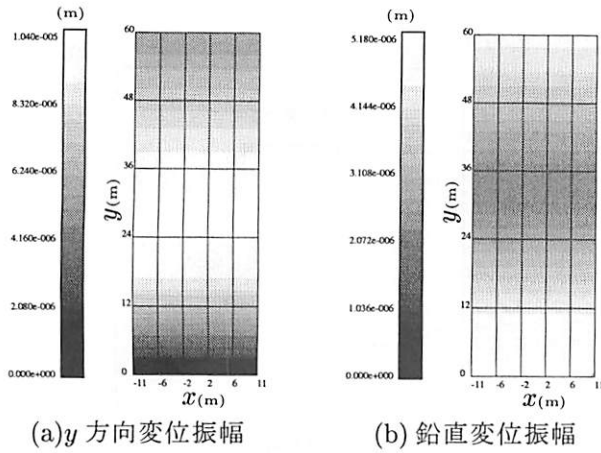 (m)
1.040e-005
8.320e-006
6.240e-006
4.160e-006
2.080e-006
0.000e+000
60
48
36
24
12
0
y(m)
-11 -6 -2 2 6 11
x(m)
(a)y 方向変位振幅
(m)
5.180e-006
4.144e-006
3.108e-006
2.072e-006
1.036e-006
0.000e+000
60
48
36
24
12
0
y(m)
-11 -6 -2 2 6 11
x(m)
(b) 鉛直変位振幅